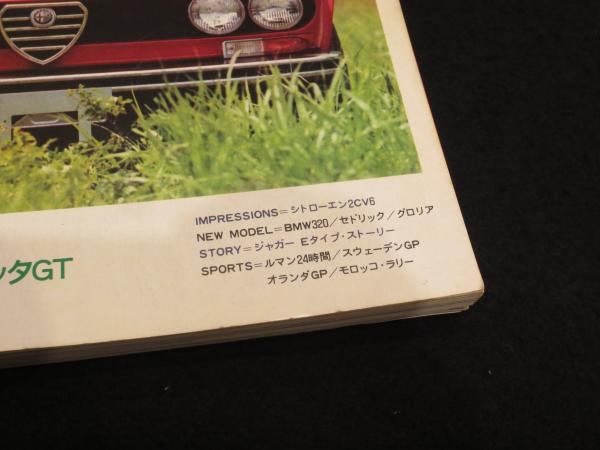 IMPRESSIONS=シトローエン2CV6
NEW MODEL=BMW320/セドリック/グロリア
STORY=ジャガー Eタイプ・ストーリー
SPORTS=ルマン24時間/スウェーデンGP
オランダGP/モロッコ・ラリー
ッタGT